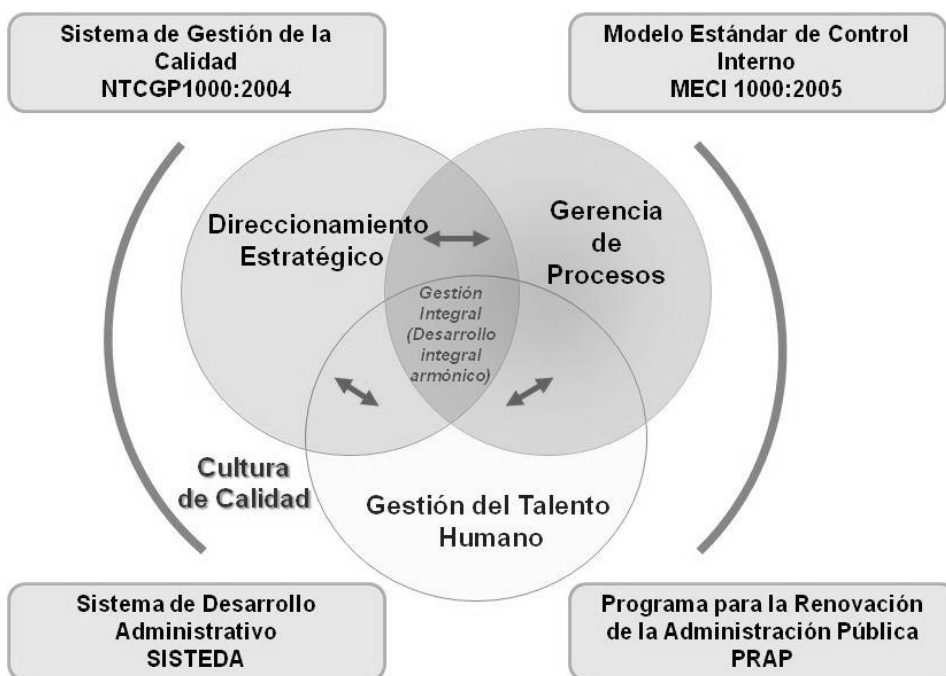 Sistema de Gestión de la
Calidad
NTCGP1000:2004
Modelo Estándar de Control
Interno
MECI 1000:2005
Direccionamiento
Estratégico
Gerencia
de
Procesos
Gestión
Integral
(Desarrollo
integral
armónico)
Cultura
de Calidad
Gestión del Talento
Humano
Sistema de Desarrollo
Administrativo
SISTEDA
Programa para la Renovación
de la Administración Pública
PRAP